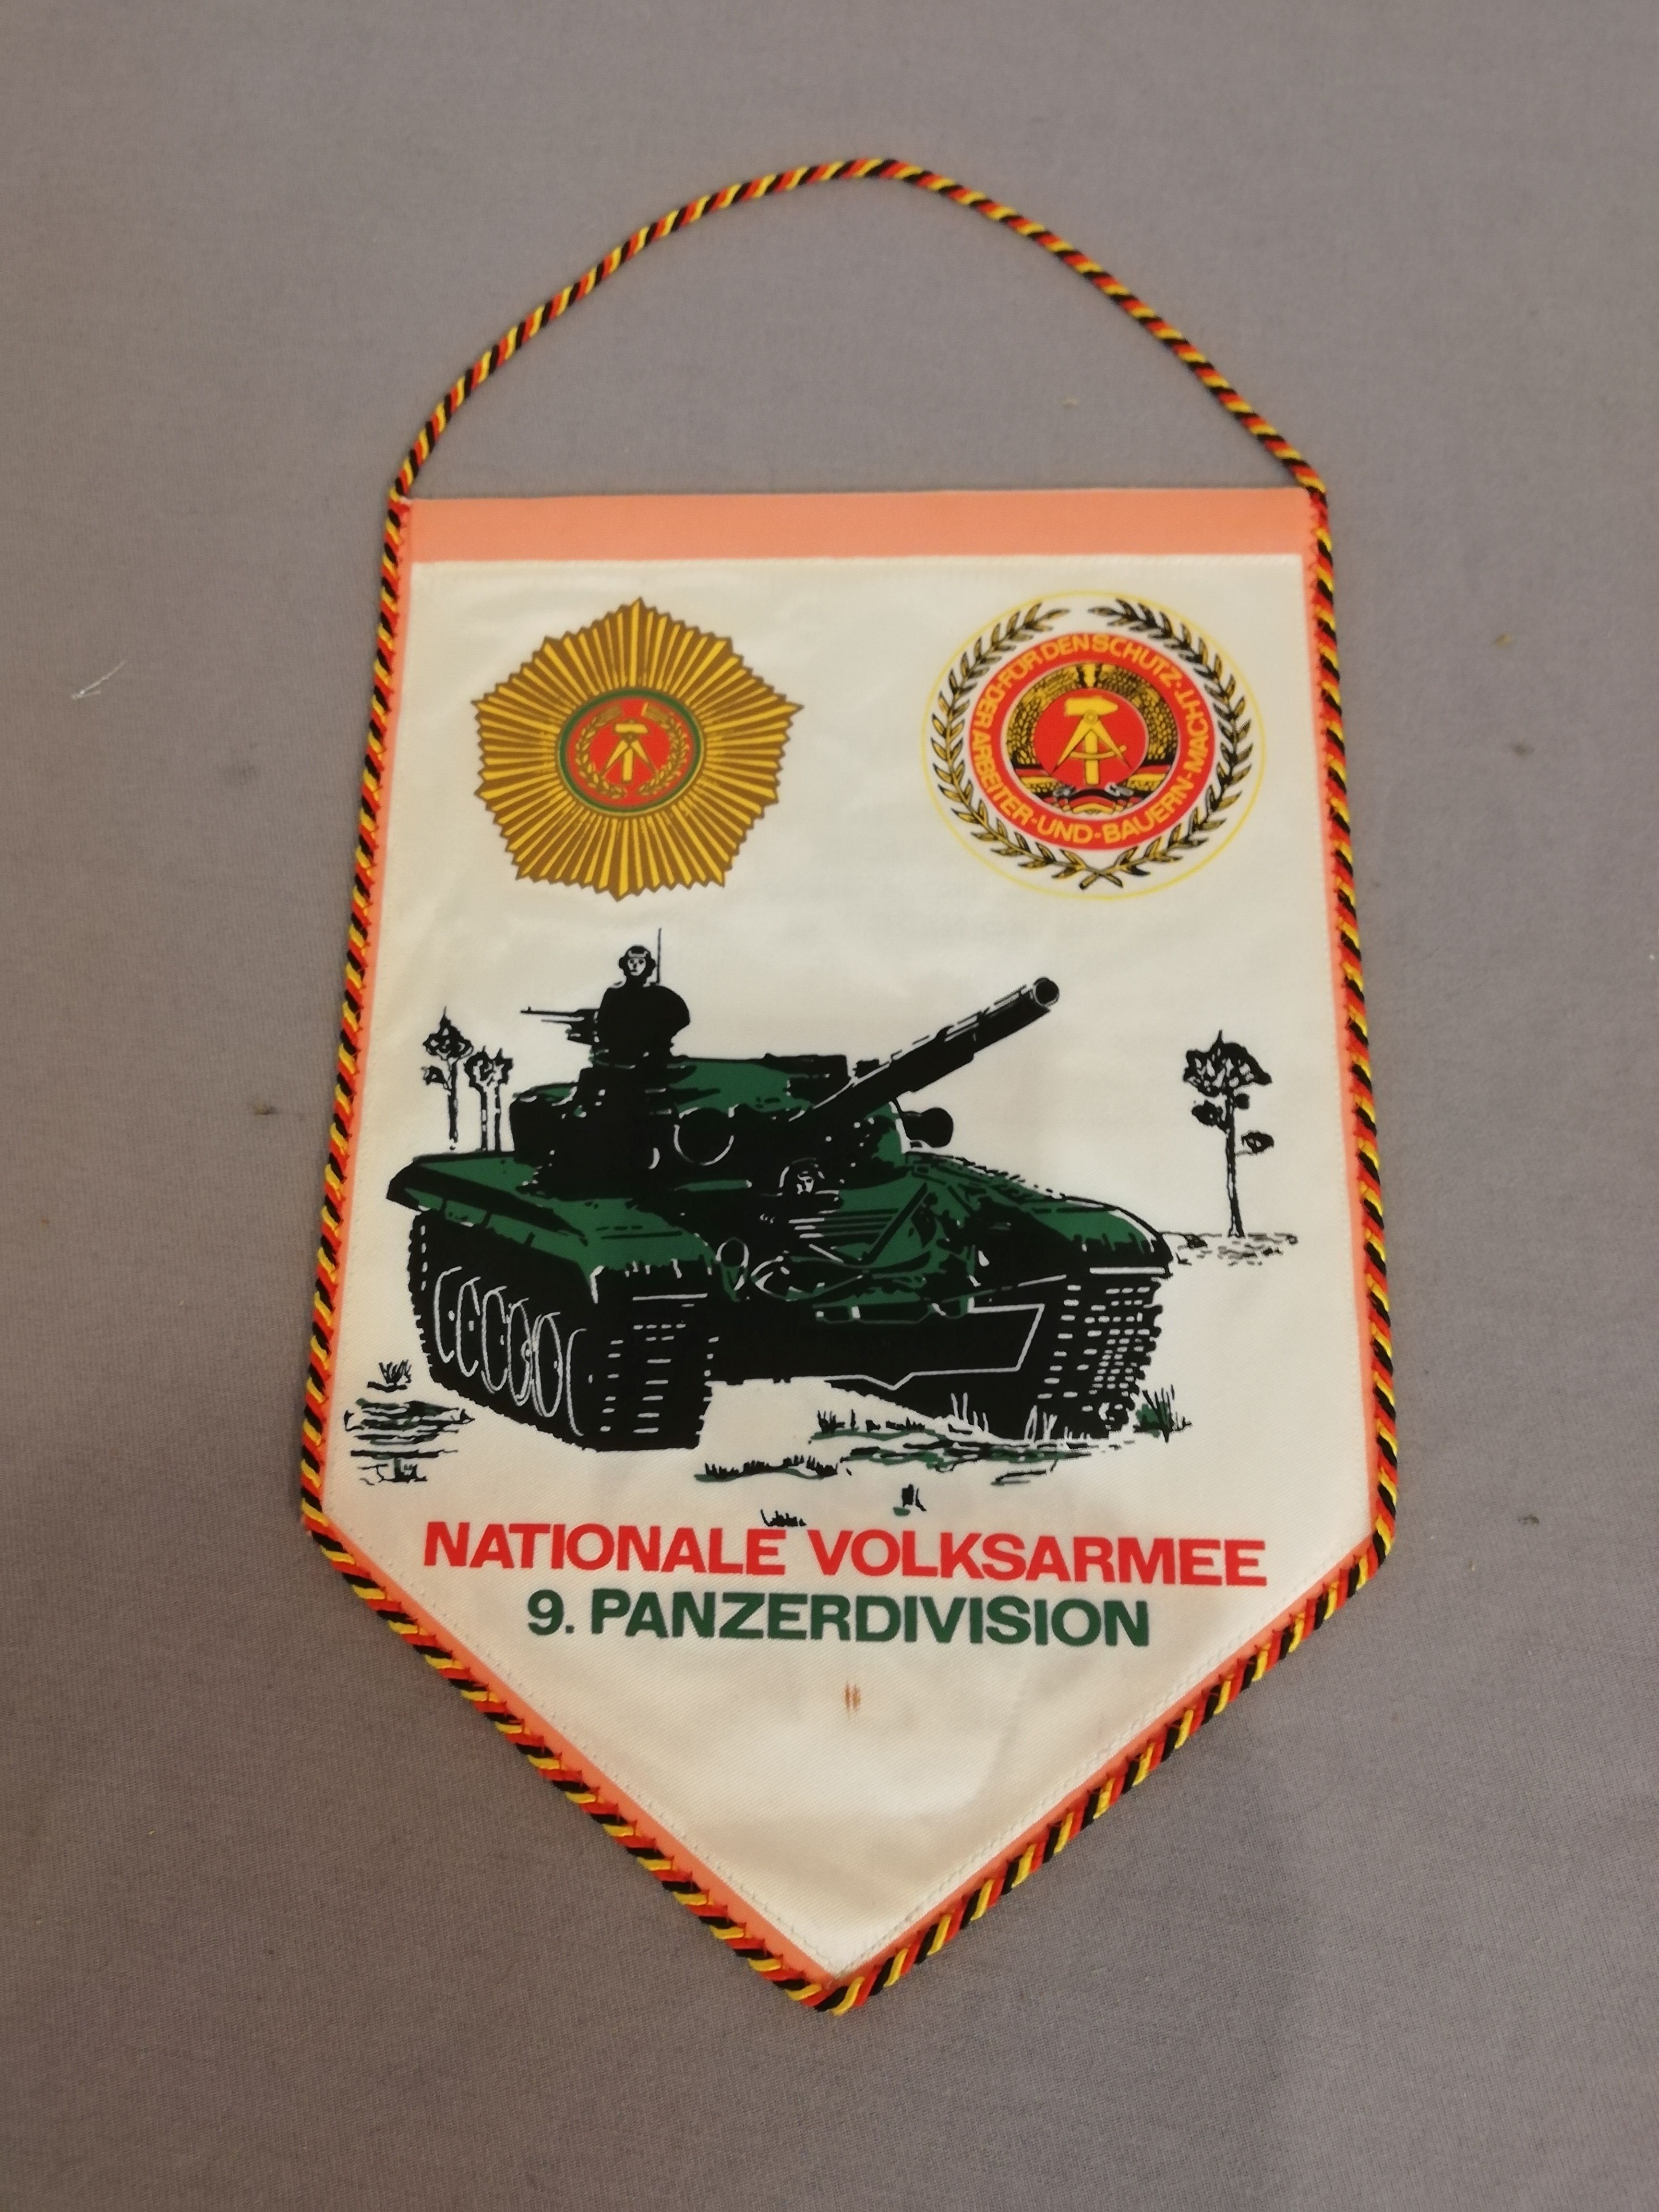 FÜR DEN SCHUTZ · DER ARBEITER-UND-BAUERN-MACHT
NATIONALE VOLKSARMEE
9. PANZERDIVISION